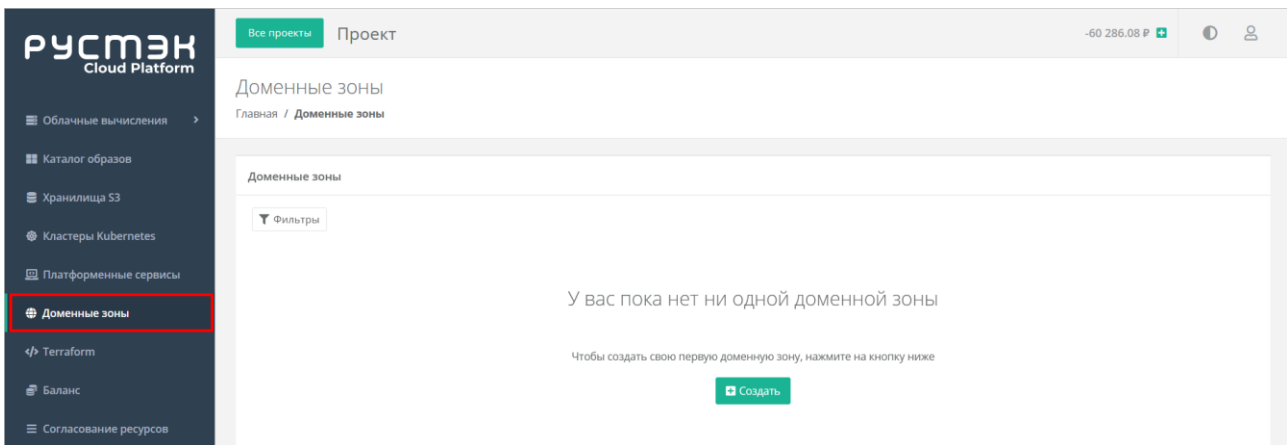 РУСТЭК
Cloud Platform
Облачные вычисления
Каталог образов
Хранилища S3
Кластеры Kubernetes
Платформенные сервисы
Доменные зоны
Terraform
Баланс
Согласование ресурсов
Все проекты Проект -60 286.08 ₽
Доменные зоны
Главная / Доменные зоны
Доменные зоны
Фильтры
У вас пока нет ни одной доменной зоны
Чтобы создать свою первую доменную зону, нажмите на кнопку ниже
Создать